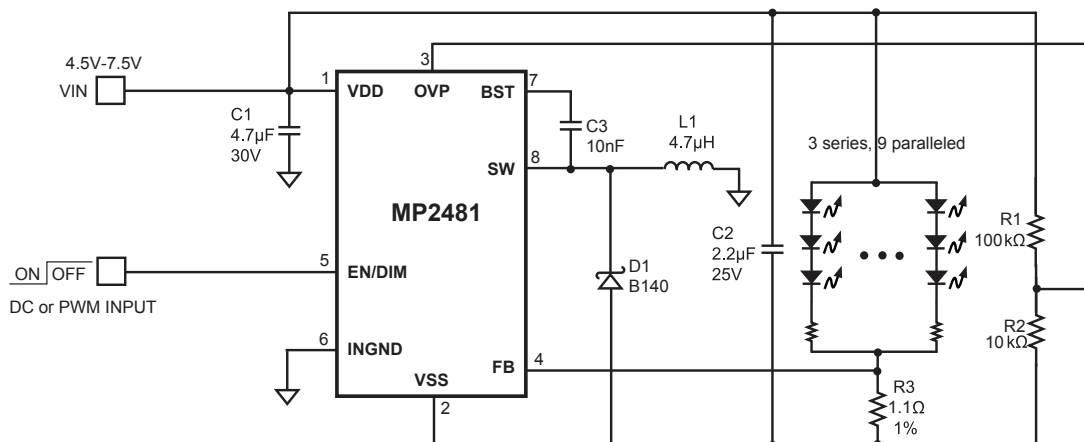 4.5V-7.5V
VIN
C1
4.7µF
30V
1
VDD
3
OVP
7
BST
C3
10nF
L1
4.7µH
8
SW
MP2481
3 series, 9 paralleled
R1
100kΩ
C2
2.2µF
25V
D1
B140
ON OFF
DC or PWM INPUT
5
EN/DIM
6
INGND
VSS
2
FB
4
R2
10kΩ
R3
1.1Ω
1%